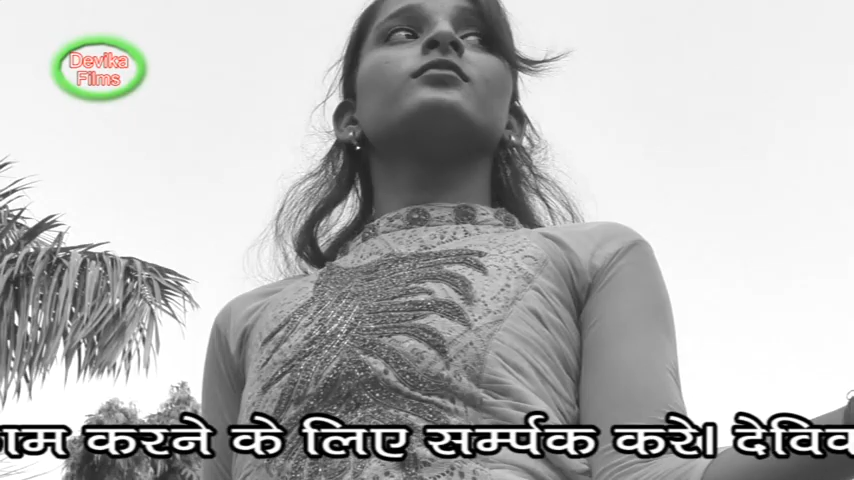 Devika
Films
काम करने के लिए सर्म्पक करे। देविक